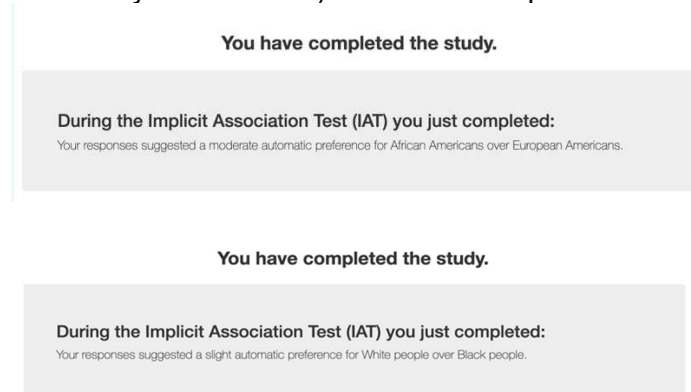 You have completed the study.
During the Implicit Association Test (IAT) you just completed:
Your responses suggested a moderate automatic preference for African Americans over European Americans.
You have completed the study.
During the Implicit Association Test (IAT) you just completed:
Your responses suggested a slight automatic preference for White people over Black people.